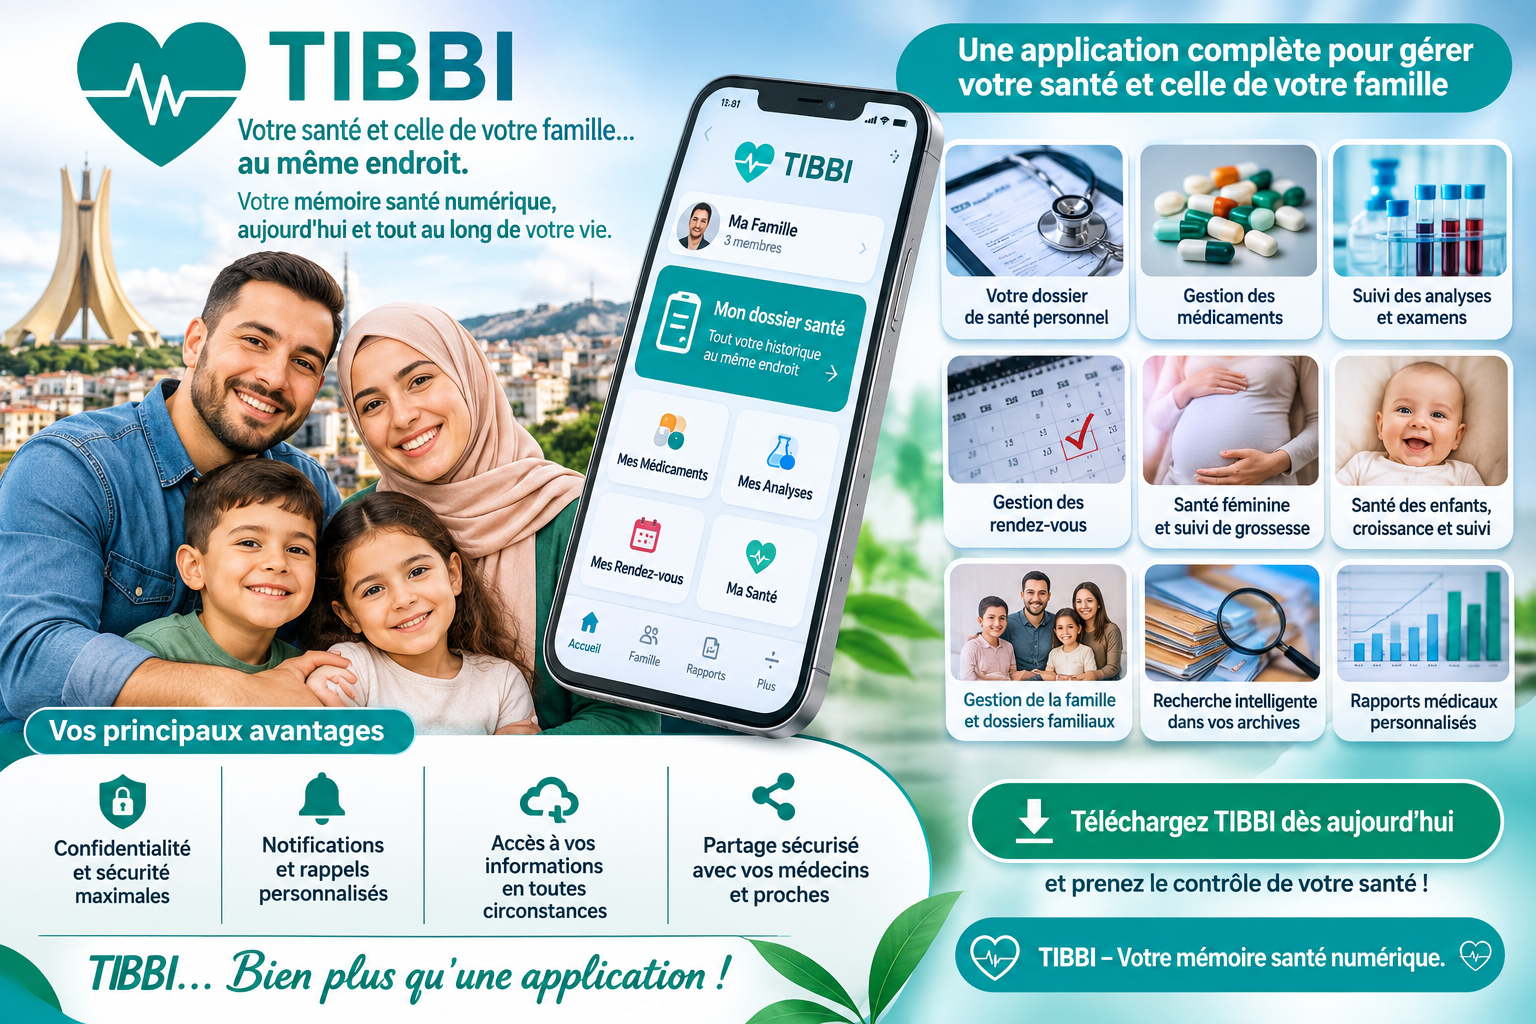 TIBBI
Votre santé et celle de votre famille...
au même endroit.
Votre mémoire santé numérique,
aujourd'hui et tout au long de votre vie.
TIBBI
Ma Famille
3 membres
Mon dossier santé
Tout votre historique
au même endroit
Mes Médicaments
Mes Analyses
Mes Rendez-vous
Ma Santé
Accueil
Famille
Rapports
Plus
Une application complète pour gérer
votre santé et celle de votre famille
Votre dossier
de santé personnel
Gestion des
médicaments
Suivi des analyses
et examens
Gestion des
rendez-vous
Santé féminine
et suivi de grossesse
Santé des enfants,
croissance et suivi
Gestion de la famille
et dossiers familiaux
Recherche intelligente
dans vos archives
Rapports médicaux
personnalisés
Vos principaux avantages
Confidentialité
et sécurité
maximales
Notifications
et rappels
personnalisés
Accès à vos
informations
en toutes
circonstances
Partage sécurisé
avec vos médecins
et proches
TIBBI... Bien plus qu'une application !
Téléchargez TIBBI dès aujourd'hui
et prenez le contrôle de votre santé !
TIBBI – Votre mémoire santé numérique.